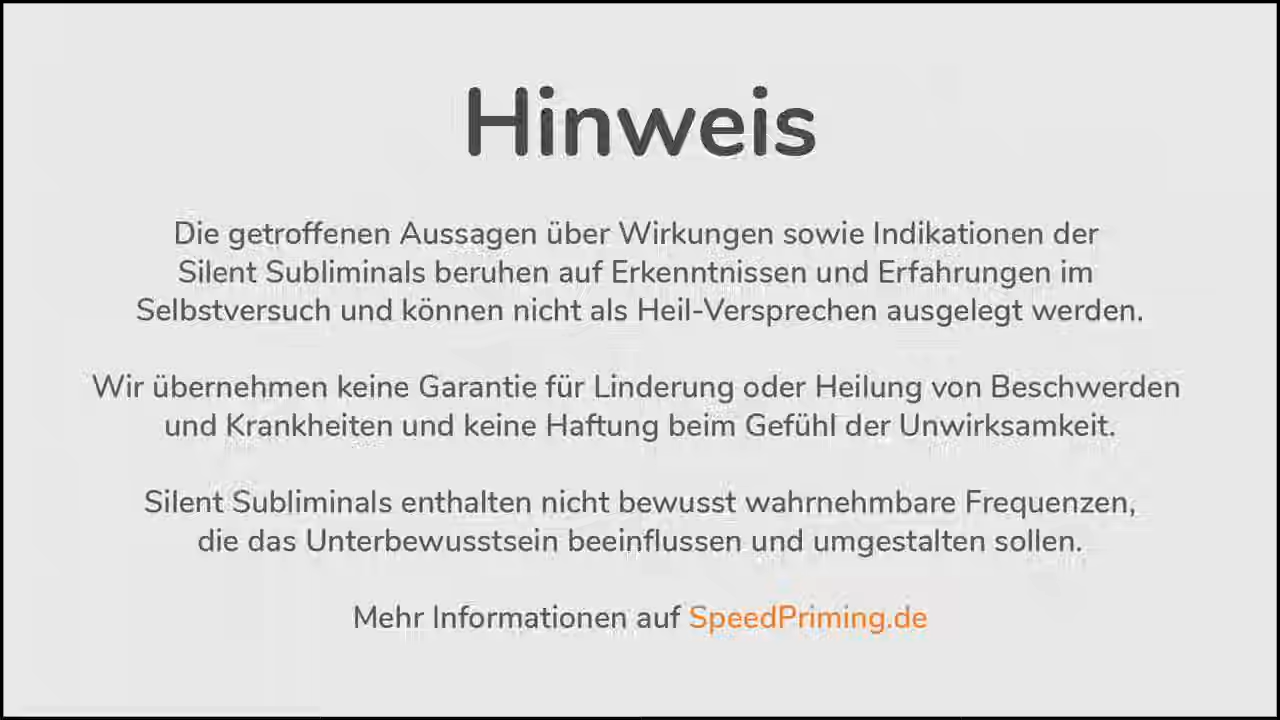 Hinweis
Die getroffenen Aussagen über Wirkungen sowie Indikationen der
Silent Subliminals beruhen auf Erkenntnissen und Erfahrungen im
Selbstversuch und können nicht als Heil-Versprechen ausgelegt werden.
Wir übernehmen keine Garantie für Linderung oder Heilung von Beschwerden
und Krankheiten und keine Haftung beim Gefühl der Unwirksamkeit.
Silent Subliminals enthalten nicht bewusst wahrnehmbare Frequenzen,
die das Unterbewusstsein beeinflussen und umgestalten sollen.
Mehr Informationen auf SpeedPriming.de